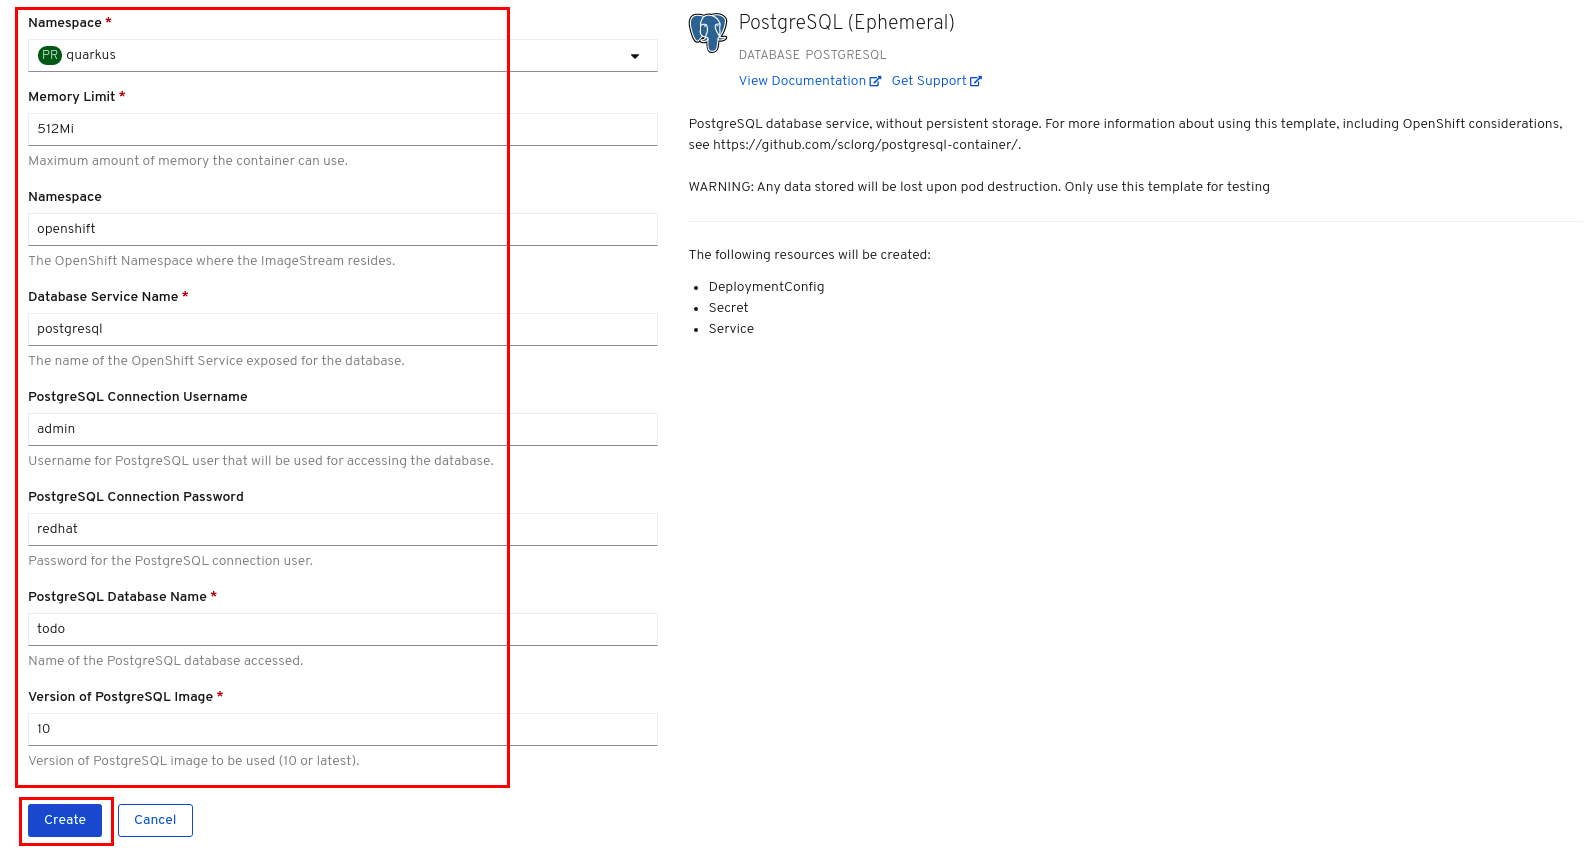 Namespace *
PR quarkus
Memory Limit *
512Mi
Maximum amount of memory the container can use.
Namespace
openshift
The OpenShift Namespace where the ImageStream resides.
Database Service Name *
postgresql
The name of the OpenShift Service exposed for the database.
PostgreSQL Connection Username
admin
Username for PostgreSQL user that will be used for accessing the database.
PostgreSQL Connection Password
redhat
Password for the PostgreSQL connection user.
PostgreSQL Database Name *
todo
Name of the PostgreSQL database accessed.
Version of PostgreSQL Image *
10
Version of PostgreSQL image to be used (10 or latest).
Create Cancel
PostgreSQL (Ephemeral)
DATABASE POSTGRESQL
View Documentation Get Support
PostgreSQL database service, without persistent storage. For more information about using this template, including OpenShift considerations,
see https://github.com/sclorg/postgresql-container/.
WARNING: Any data stored will be lost upon pod destruction. Only use this template for testing
The following resources will be created:
• DeploymentConfig
• Secret
• Service